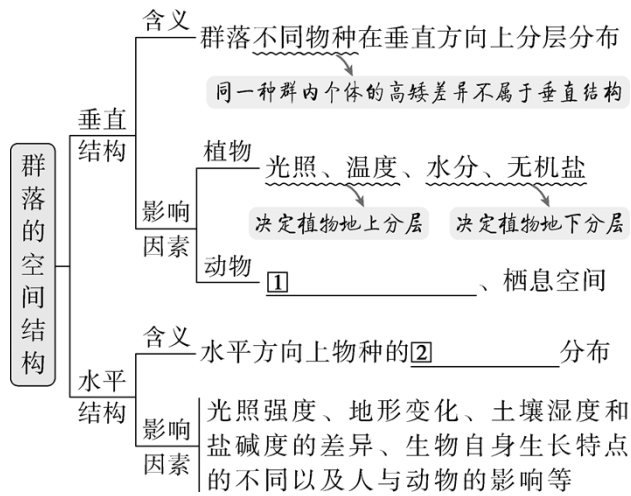 群落的空间结构
垂直结构
含义
群落不同物种在垂直方向上分层分布
同一种群内个体的高矮差异不属于垂直结构
影响因素
植物
光照、温度、水分、无机盐
决定植物地上分层
决定植物地下分层
动物
1、栖息空间
水平结构
含义
水平方向上物种的2分布
影响因素
光照强度、地形变化、土壤湿度和
盐碱度的差异、生物自身生长特点
的不同以及人与动物的影响等